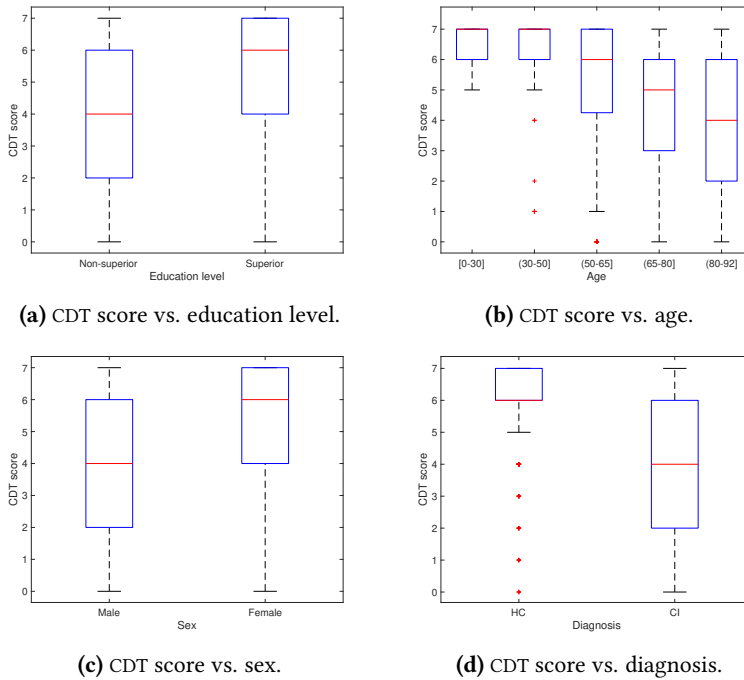 7
6
5
4
3
2
1
0
CDT score
Non-superior Superior
Education level
(a) CDT score vs. education level.
7
6
5
4
3
2
1
0
CDT score
[0-30] (30-50] (50-65] (65-80] (80-92]
Age
(b) CDT score vs. age.
7
6
5
4
3
2
1
0
CDT score
Male Female
Sex
(c) CDT score vs. sex.
7
6
5
4
3
2
1
0
CDT score
HC CI
Diagnosis
(d) CDT score vs. diagnosis.